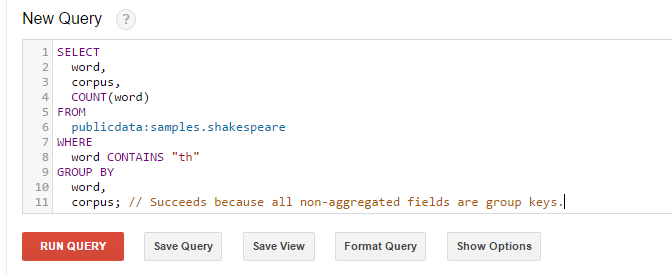 New Query ?
1 SELECT
2 word,
3 corpus,
4 COUNT(word)
5 FROM
6 publicdata:samples.shakespeare
7 WHERE
8 word CONTAINS "th"
9 GROUP BY
10 word,
11 corpus; // Succeeds because all non-aggregated fields are group keys.
RUN QUERY Save Query Save View Format Query Show Options